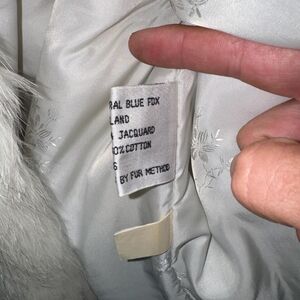 RAL BLUE FOX
LAND
JACQUARD
0% COTTON
S
BY FUR METHOD